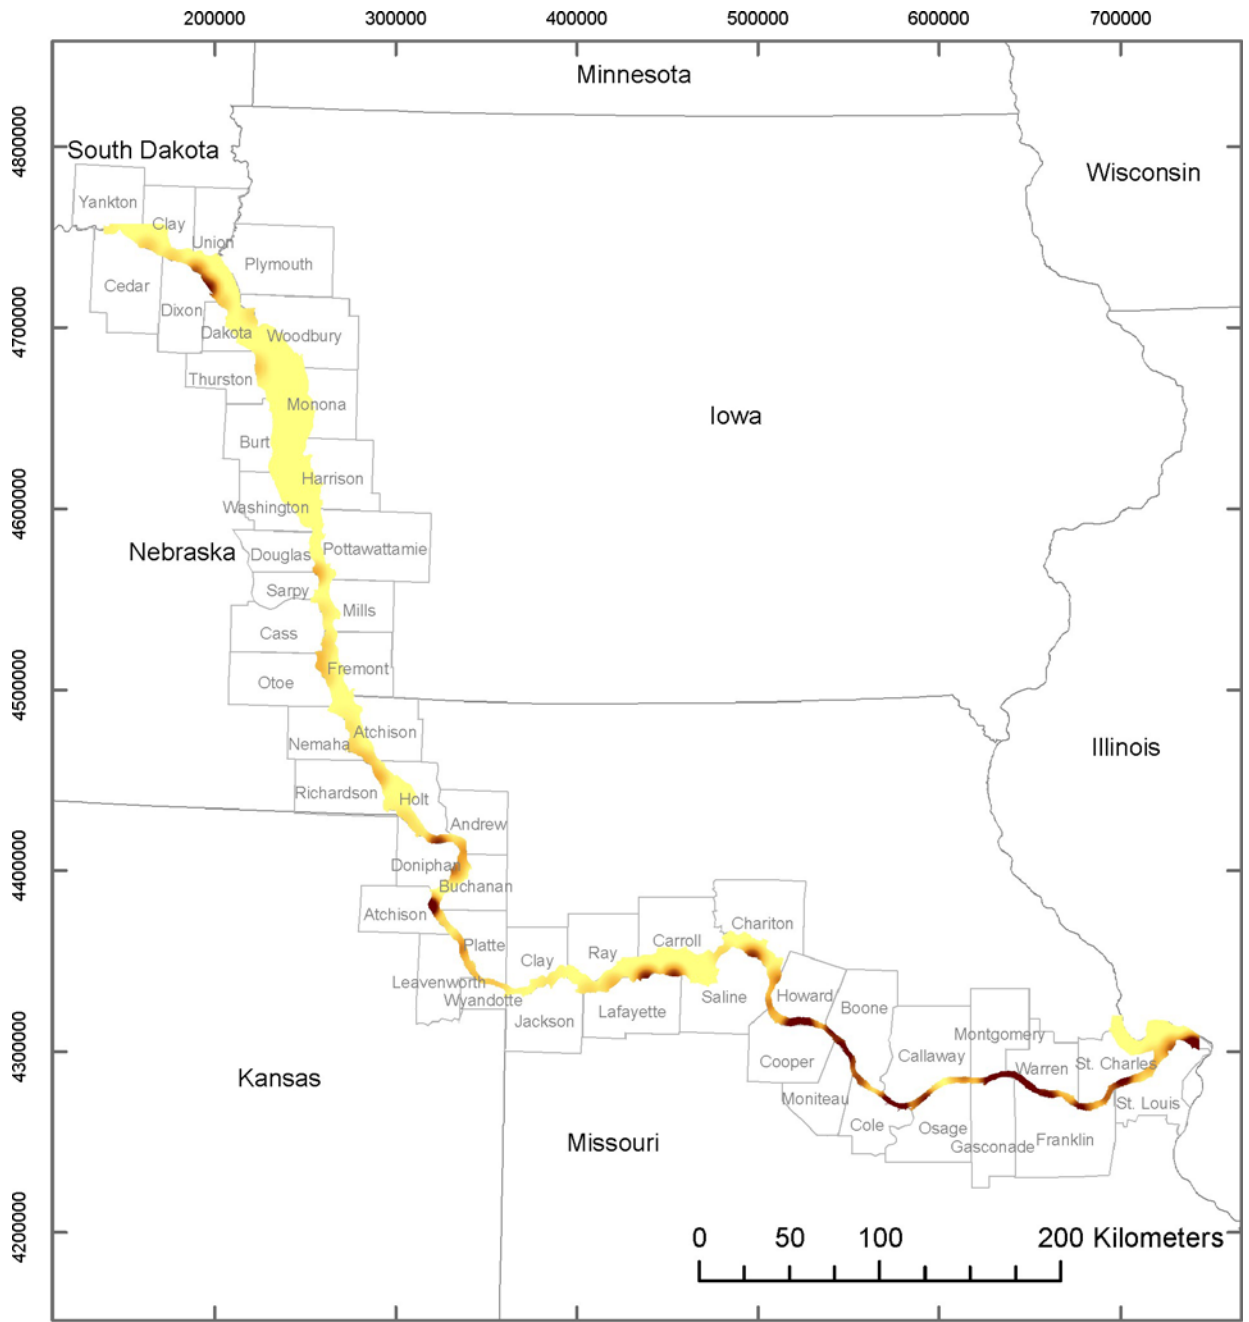 200000 300000 400000 500000 600000 700000
Minnesota
4800000
South Dakota
Wisconsin
Yankton
Clay
Union
Plymouth
Cedar
Dixon
4700000
Dakota
Woodbury
Thurston
Monona
Iowa
Burt
Harrison
4600000
Washington
Nebraska
Douglas
Pottawattamie
Sarpy
Mills
Cass
Fremont
Otoe
4500000
Atchison
Nemaha
Illinois
Richardson
Holt
Andrew
4400000
Doniphan
Buchanan
Atchison
Chariton
Platte
Carroll
Ray
Clay
Leavenworth
Wyandotte
Saline
Howard
Lafayette
Boone
Jackson
4300000
Montgomery
Callaway
Cooper
Warren
St. Charles
Kansas
Moniteau
St. Louis
Cole
Osage
Missouri
Gasconade
Franklin
4200000
0 50 100 200 Kilometers